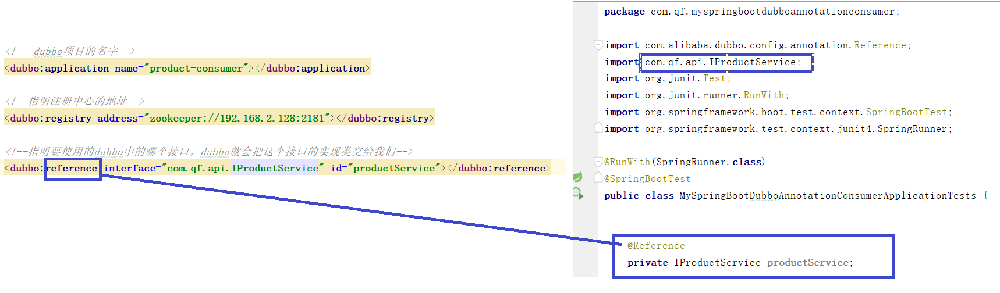 <!---dubbo项目的名字-->
<dubbo:application name="product-consumer"></dubbo:application>
<!--指明注册中心的地址-->
<dubbo:registry address="zookeeper://192.168.2.128:2181"></dubbo:registry>
<!--指明要使用的dubbo中的哪个接口，dubbo就会把这个接口的实现类交给我们-->
<dubbo:reference interface="com.qf.api.IProductService" id="productService"></dubbo:reference>
package com.qf.myspringbootdubboannotationconsumer;
import com.alibaba.dubbo.config.annotation.Reference;
import com.qf.api.IProductService;
import org.junit.Test;
import org.junit.runner.RunWith;
import org.springframework.boot.test.context.SpringBootTest;
import org.springframework.test.context.junit4.SpringRunner;
@RunWith(SpringRunner.class)
@SpringBootTest
public class MySpringBootDubboAnnotationConsumerApplicationTests {
@Reference
private IProductService productService;